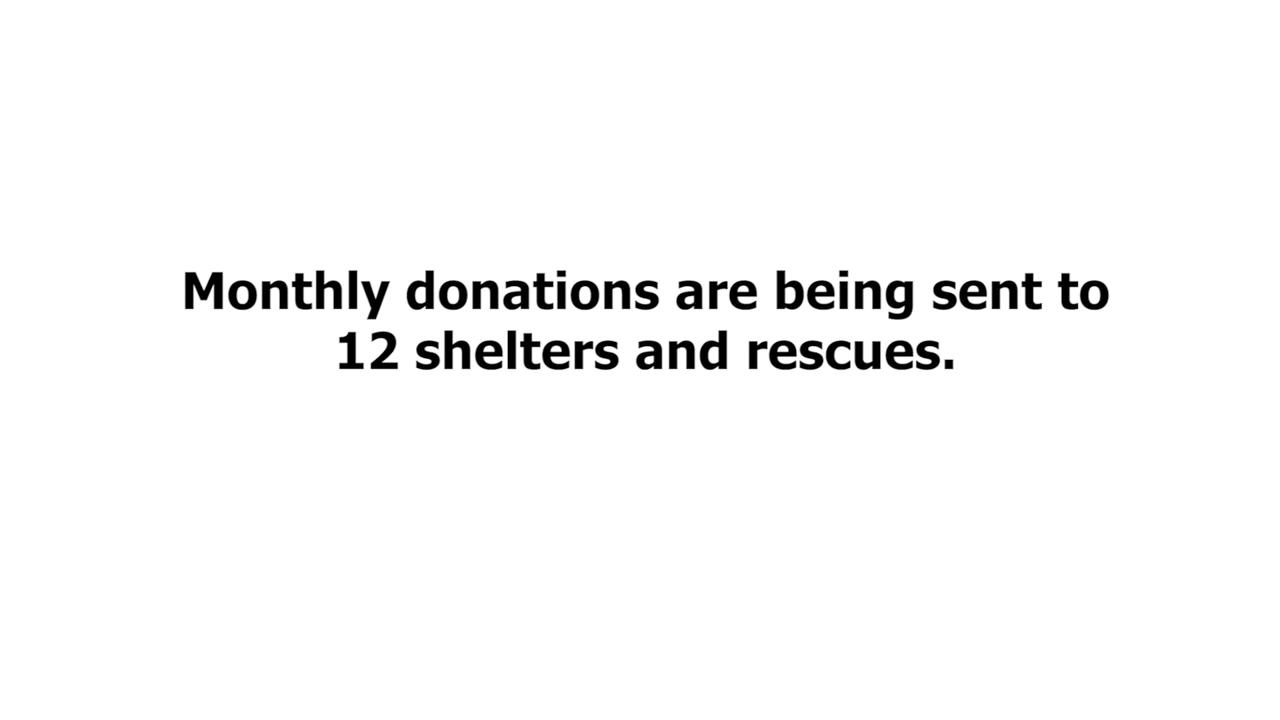 Monthly donations are being sent to
12 shelters and rescues.